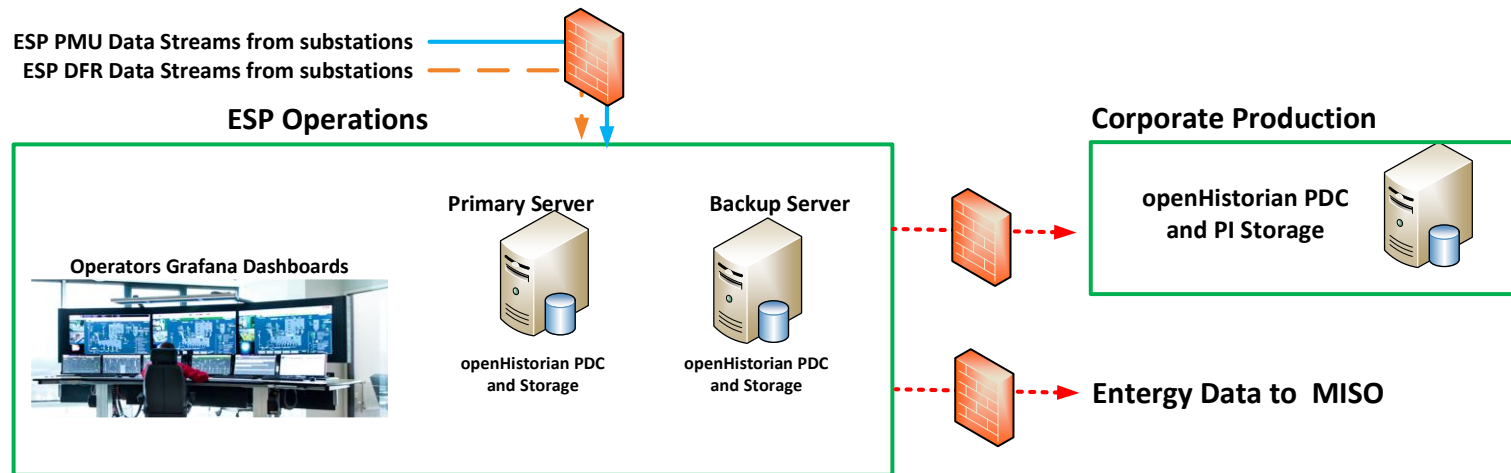 ESP PMU Data Streams from substations
ESP DFR Data Streams from substations
ESP Operations
Corporate Production
Primary Server
Backup Server
openHistorian PDC
and PI Storage
Operators Grafana Dashboards
openHistorian PDC
and Storage
openHistorian PDC
and Storage
Entergy Data to MISO